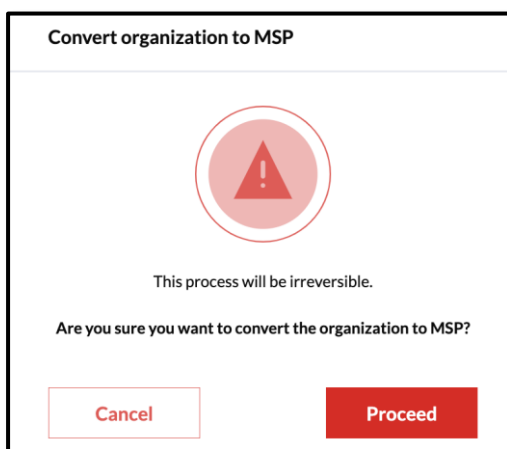 Convert organization to MSP
This process will be irreversible.
Are you sure you want to convert the organization to MSP?
Cancel Proceed